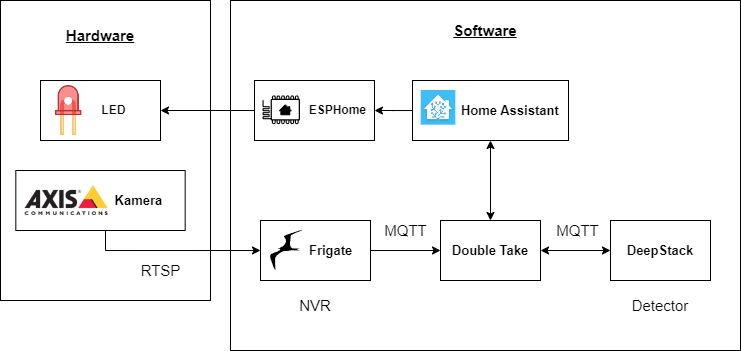 Hardware
Software
LED
ESPHome
Home Assistant
AXIS®
COMMUNICATIONS
Kamera
RTSP
Frigate
NVR
MQTT
Double Take
MQTT
DeepStack
Detector